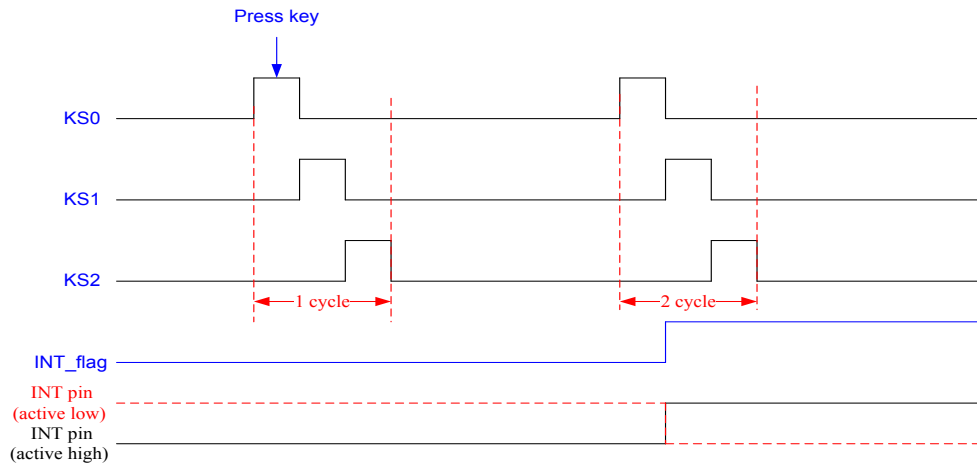 Press key
KS0
KS1
KS2
1 cycle
2 cycle
INT_flag
INT pin
(active low)
INT pin
(active high)